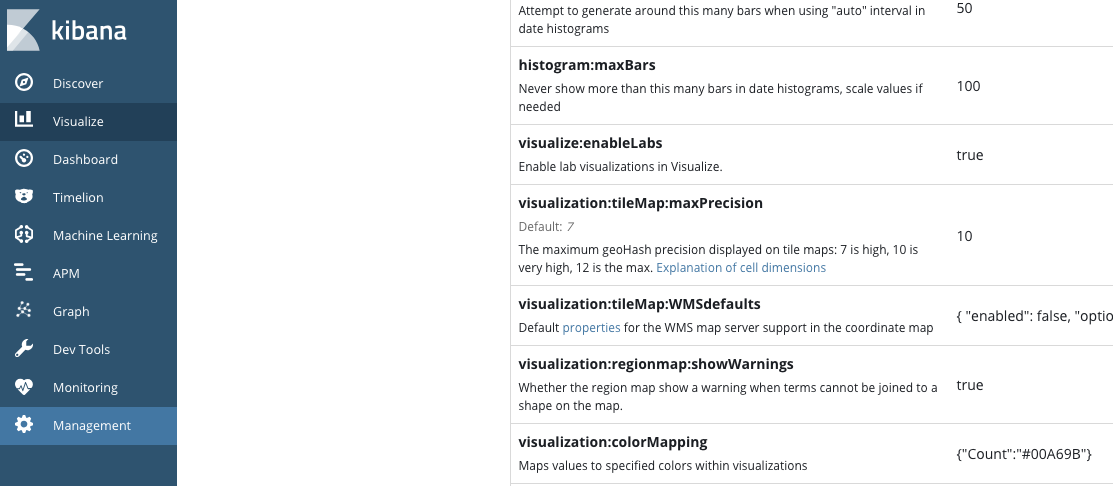 kibana
Discover
Visualize
Dashboard
Timelion
Machine Learning
APM
Graph
Dev Tools
Monitoring
Management
Attempt to generate around this many bars when using "auto" interval in
date histograms
50
histogram:maxBars
Never show more than this many bars in date histograms, scale values if
needed
100
visualize:enableLabs
Enable lab visualizations in Visualize.
true
visualization:tileMap:maxPrecision
Default: 7
The maximum geoHash precision displayed on tile maps: 7 is high, 10 is
very high, 12 is the max. Explanation of cell dimensions
10
visualization:tileMap:WMSdefaults
Default properties for the WMS map server support in the coordinate map
{ "enabled": false, "optio
visualization:regionmap:showWarnings
Whether the region map show a warning when terms cannot be joined to a
shape on the map.
true
visualization:colorMapping
Maps values to specified colors within visualizations
{"Count":"#00A69B"}